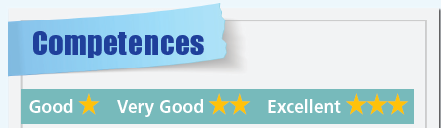 Competences
Good ★ Very Good ★★ Excellent ★★★